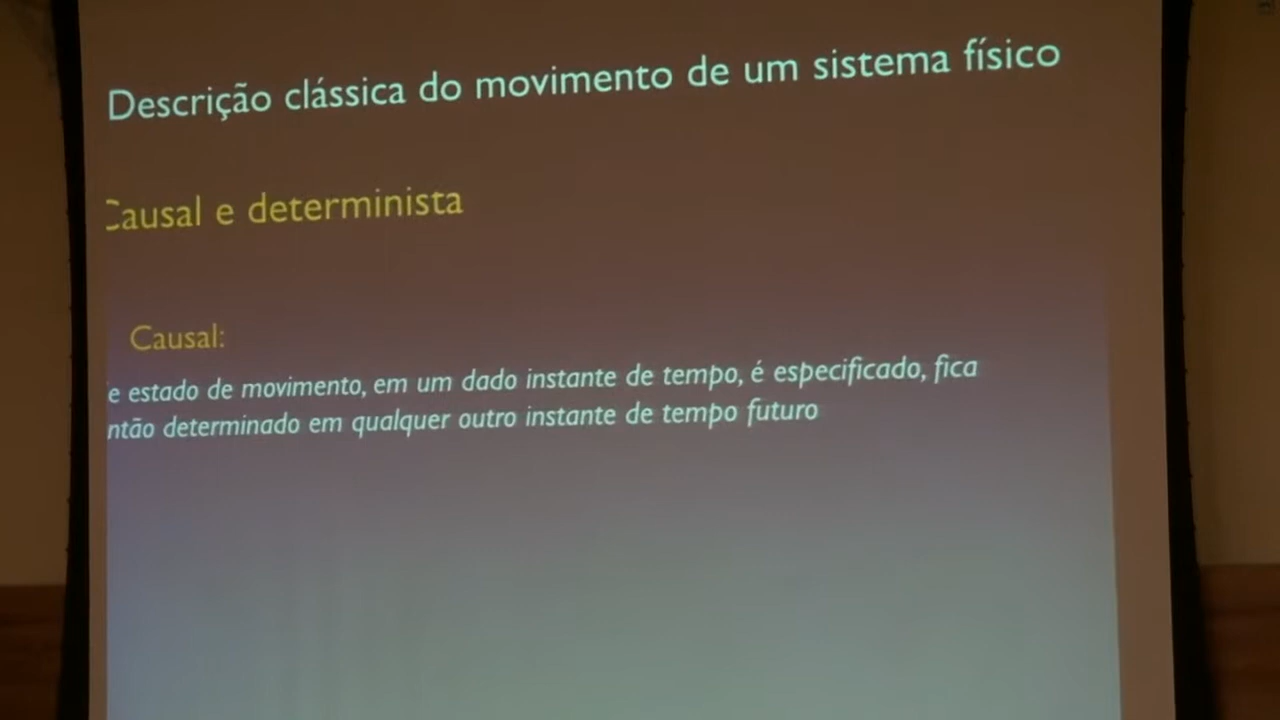 Descrição clássica do movimento de um sistema físico
Causal e determinista
Causal:
e estado de movimento, em um dado instante de tempo, é especificado, fica
ntão determinado em qualquer outro instante de tempo futuro